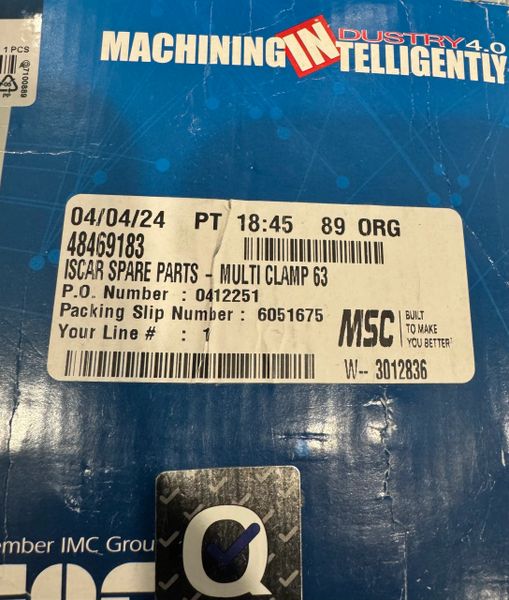 1 PCS
@7100889
MACHINING INTELLIGENTLY
INDUSTRY 4.0
04/04/24 PT 18:45 89 ORG
48469183
ISCAR SPARE PARTS - MULTI CLAMP 63
P.O. Number : 0412251
Packing Slip Number : 6051675
Your Line # : 1
MSC BUILT
TO MAKE
YOU BETTER
W-- 3012836
Q
ember IMC Grou